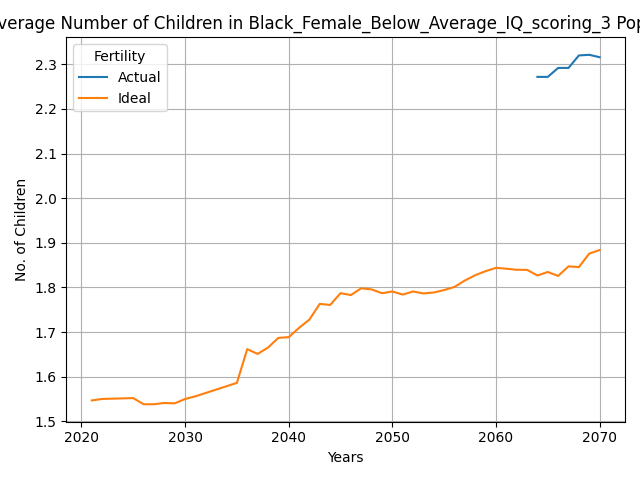 verage Number of Children in Black_Female_Below_Average_IQ_scoring_3 Pop
Fertility
Actual
Ideal
No. of Children
2.3
2.2
2.1
2.0
1.9
1.8
1.7
1.6
1.5
2020 2030 2040 2050 2060 2070
Years